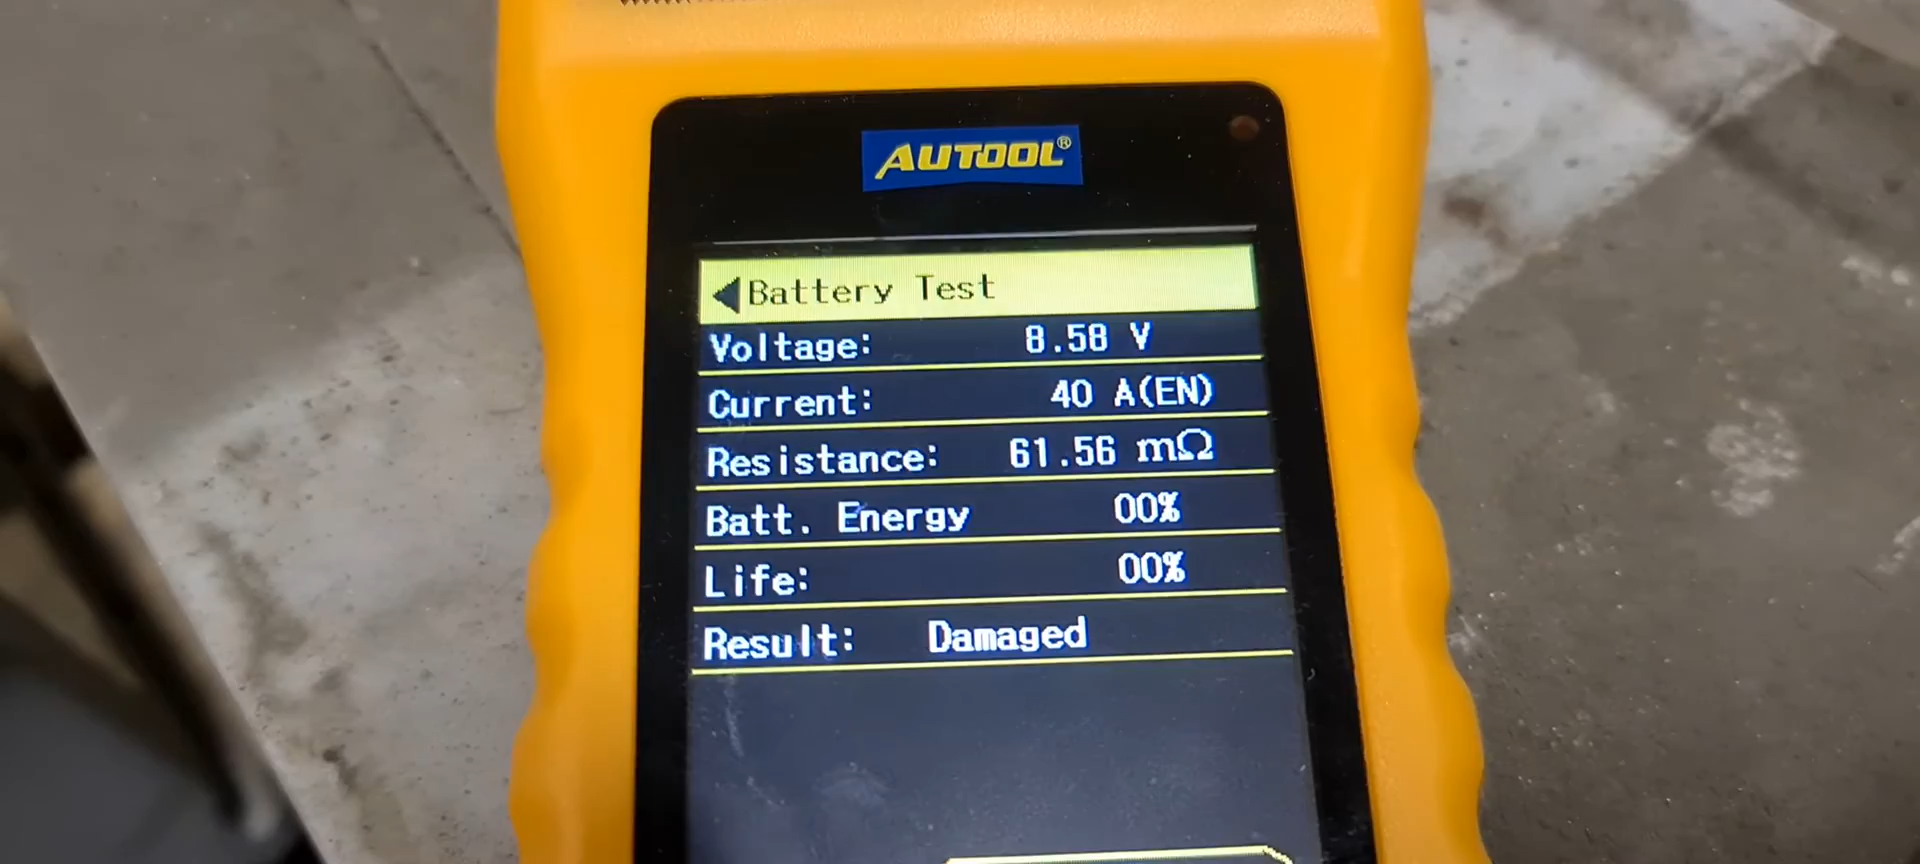 AUTOOL®
Battery Test
Voltage: 8.58 V
Current: 40 A(EN)
Resistance: 61.56 mΩ
Batt. Energy 00%
Life: 00%
Result: Damaged